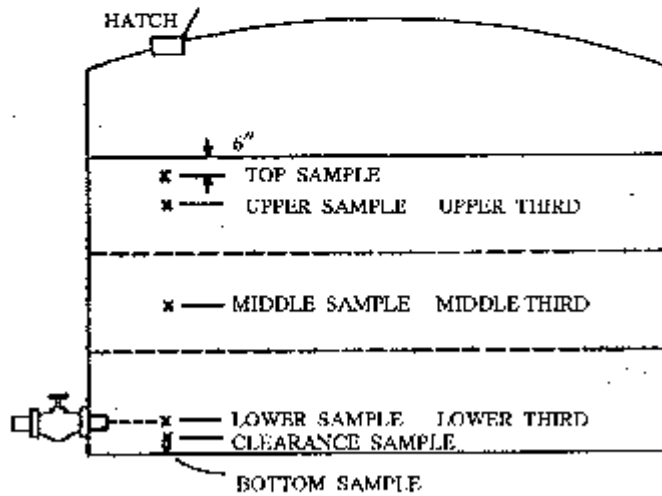 HATCH
6"
TOP SAMPLE
UPPER SAMPLE UPPER THIRD
MIDDLE SAMPLE MIDDLE THIRD
LOWER SAMPLE LOWER THIRD
CLEARANCE SAMPLE
BOTTOM SAMPLE